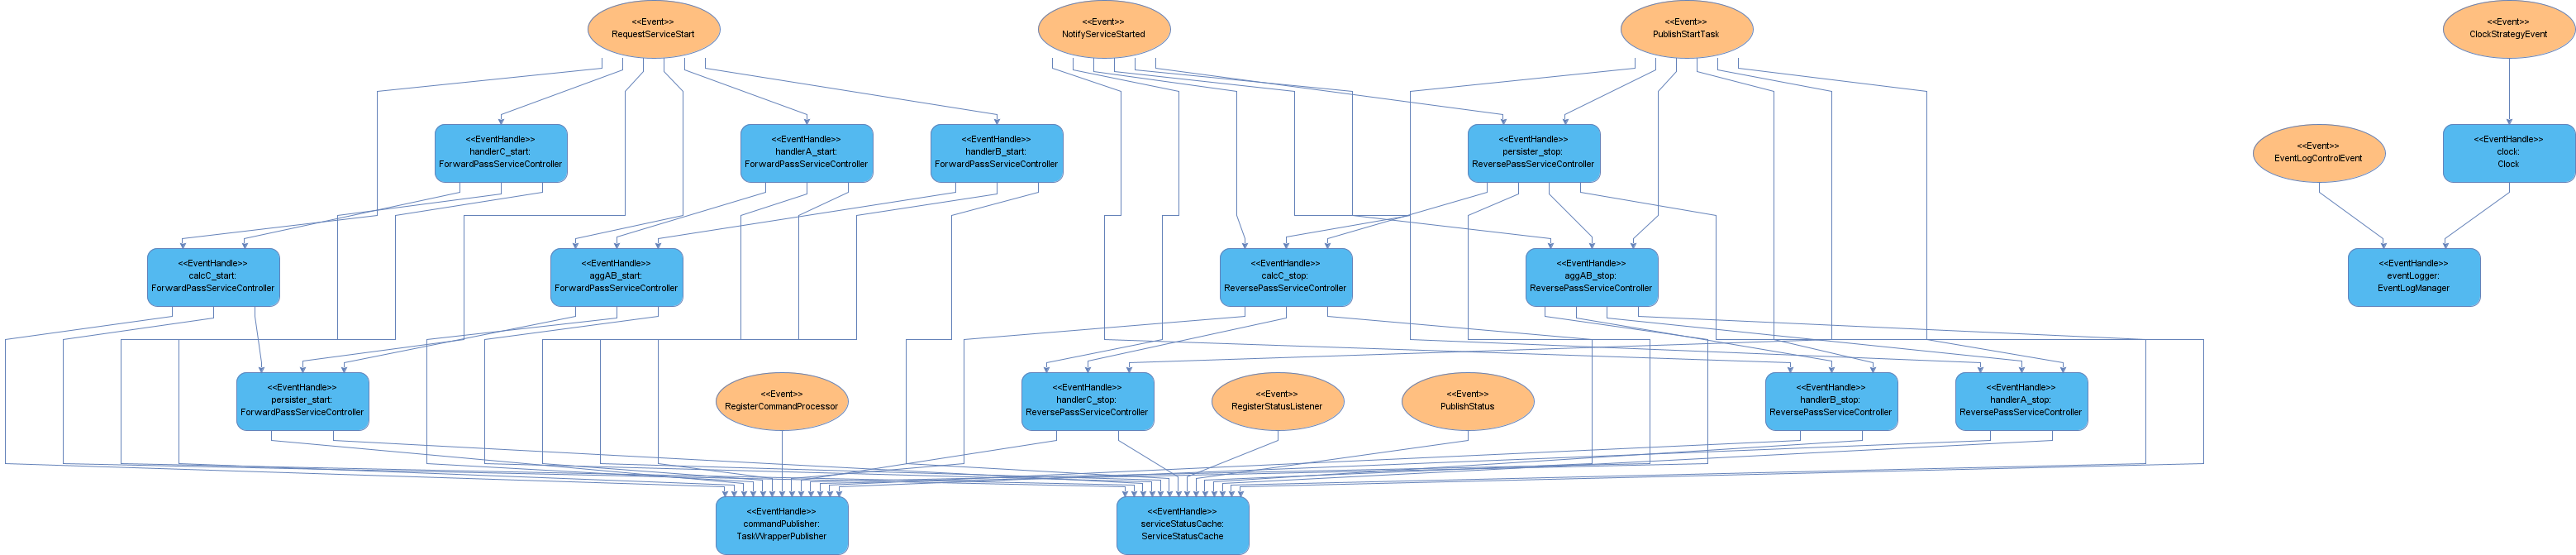 <<Event>>
RequestServiceStart
<<Event>>
NotifyServiceStarted
<<Event>>
PublishStartTask
<<Event>>
ClockStrategyEvent
<<EventHandle>>
handlerC_start:
ForwardPassServiceController
<<EventHandle>>
handlerA_start:
ForwardPassServiceController
<<EventHandle>>
handlerB_start:
ForwardPassServiceController
<<EventHandle>>
persister_stop:
ReversePassServiceController
<<Event>>
EventLogControlEvent
<<EventHandle>>
clock:
Clock
<<EventHandle>>
calcC_start:
ForwardPassServiceController
<<EventHandle>>
aggAB_start:
ForwardPassServiceController
<<EventHandle>>
calcC_stop:
ReversePassServiceController
<<EventHandle>>
aggAB_stop:
ReversePassServiceController
<<EventHandle>>
eventLogger:
EventLogManager
<<EventHandle>>
persister_start:
ForwardPassServiceController
<<Event>>
RegisterCommandProcessor
<<EventHandle>>
handlerC_stop:
ReversePassServiceController
<<Event>>
RegisterStatusListener
<<Event>>
PublishStatus
<<EventHandle>>
handlerB_stop:
ReversePassServiceController
<<EventHandle>>
handlerA_stop:
ReversePassServiceController
<<EventHandle>>
commandPublisher:
TaskWrapperPublisher
<<EventHandle>>
serviceStatusCache:
ServiceStatusCache